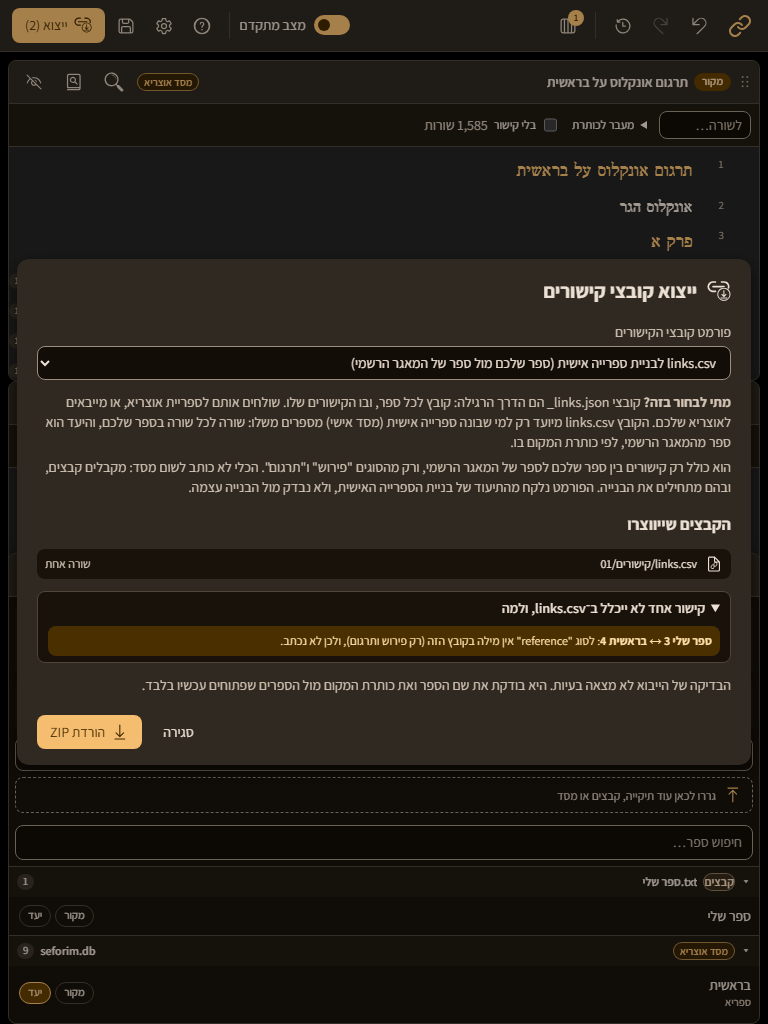 1
מצב מתקדם
ייצוא (2)
מקור
תרגום אונקלוס על בראשית
מסד אוצריא
לשורה...
מעבר לכותרת
בלי קישור
1,585 שורות
1
תרגום אונקלוס על בראשית
2
אונקלוס הגר
3
פרק א
ייצוא קובצי קישורים
פורמט קובצי הקישורים
links.csv לבניית ספרייה אישית (ספר שלכם מול ספר של המאגר הרשמי)
מתי לבחור בזה? קובצי ‎_links.json הם הדרך הרגילה: קובץ לכל ספר, ובו הקישורים שלו. שולחים אותם לספריית אוצריא, או מייבאים
לאוצריא שלכם. הקובץ links.csv מיועד רק למי שבונה ספרייה אישית (מסד אישי) מספרים משלו: שורה לכל שורה בספר שלכם, והיעד הוא
ספר מהמאגר הרשמי, לפי כותרת המקום בו.
הוא כולל רק קישורים בין ספר שלכם לספר של המאגר הרשמי, ורק מהסוגים "פירוש" ו"תרגום". הכלי לא כותב לשום מסד: מקבלים קבצים,
ובהם מתחילים את הבנייה. הפורמט נלקח מהתיעוד של בניית הספרייה האישית, ולא נבדק מול הבנייה עצמה.
הקבצים שייווצרו
01/קישורים/links.csv
שורה אחת
קישור אחד לא ייכלל ב־links.csv, ולמה
ספר שלי 3 ↔ בראשית 4: לסוג "reference" אין מילה בקובץ הזה (רק פירוש ותרגום), ולכן לא נכתב.
הבדיקה של הייבוא לא מצאה בעיות. היא בודקת את שם הספר ואת כותרת המקום מול הספרים שפתוחים עכשיו בלבד.
סגירה
הורדת ZIP
גררו לכאן עוד תיקייה, קבצים או מסד
חיפוש ספר...
קבצים
ספר שלי.txt
1
ספר שלי
מקור
יעד
מסד אוצריא
seforim.db
9
בראשית
ספריא
מקור
יעד